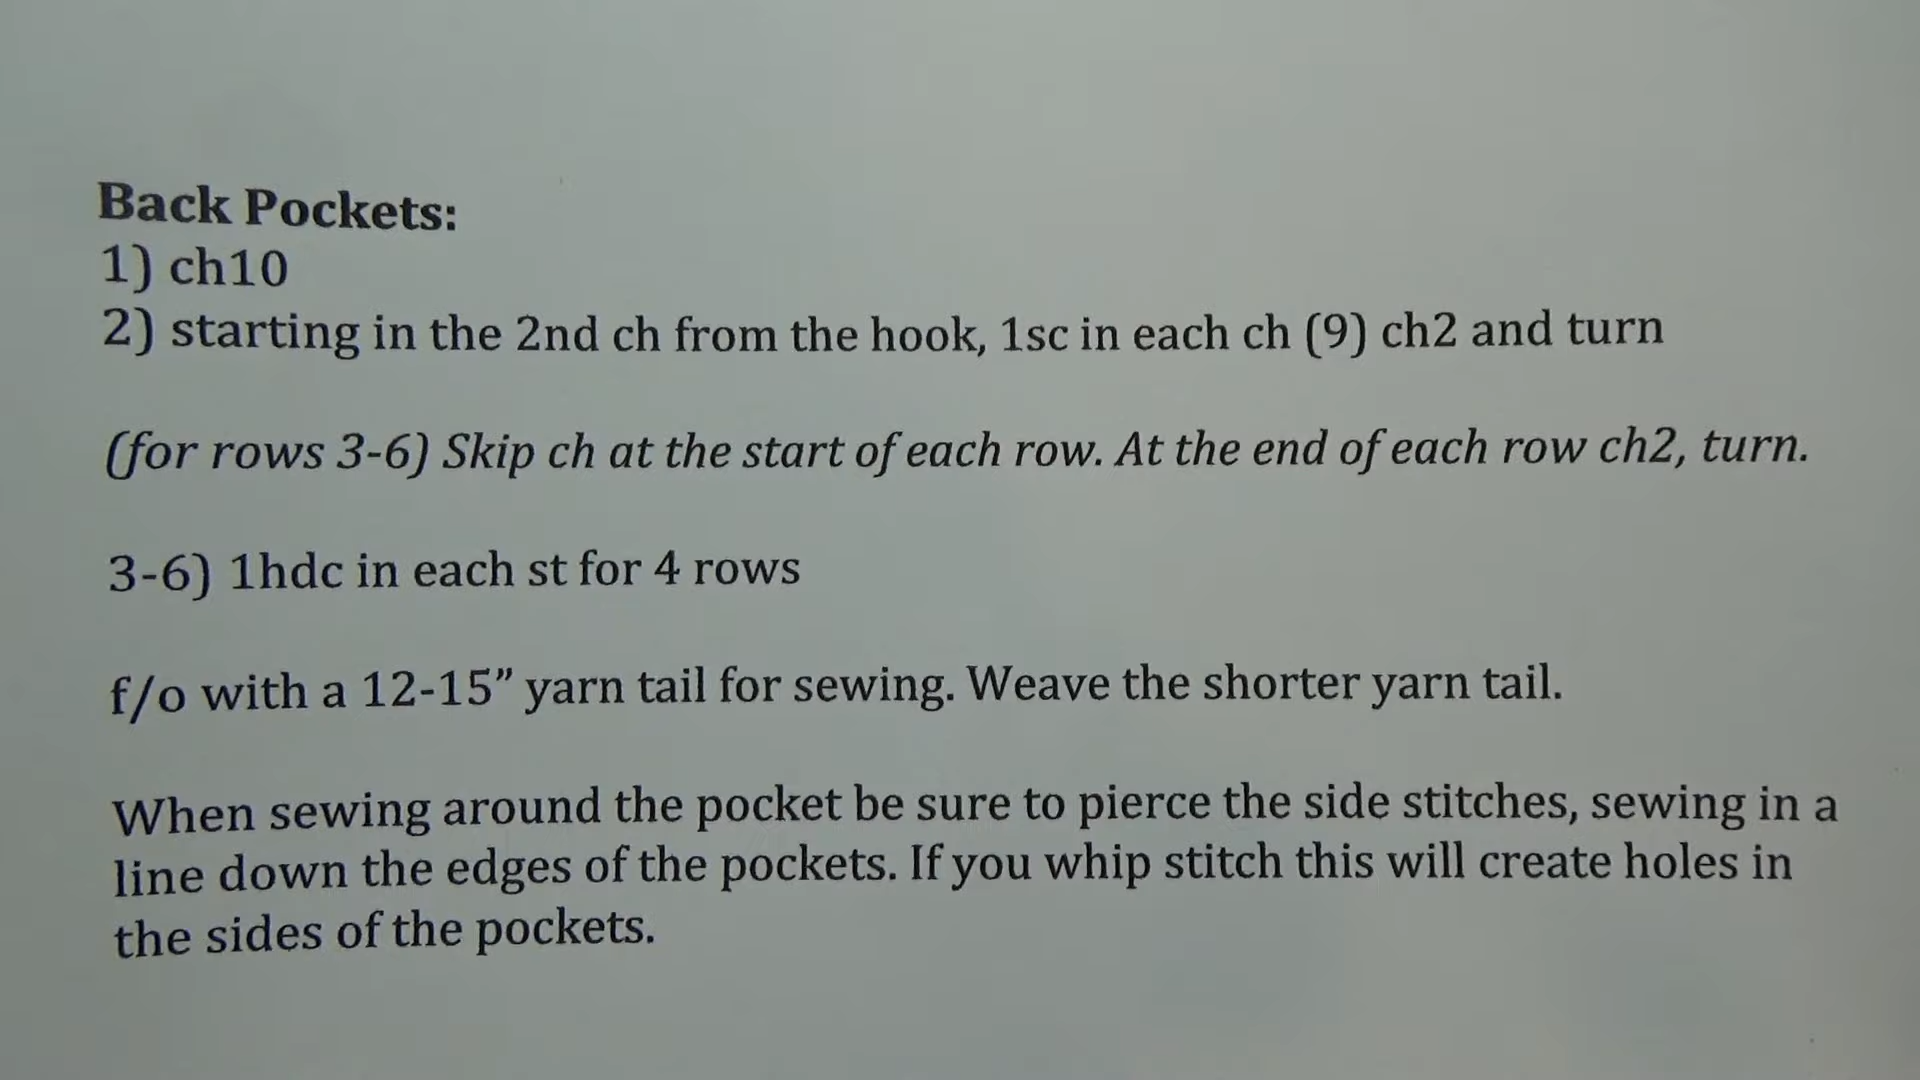 Back Pockets:
1) ch10
2) starting in the 2nd ch from the hook, 1sc in each ch (9) ch2 and turn
(for rows 3-6) Skip ch at the start of each row. At the end of each row ch2, turn.
3-6) 1hdc in each st for 4 rows
f/o with a 12-15” yarn tail for sewing. Weave the shorter yarn tail.
When sewing around the pocket be sure to pierce the side stitches, sewing in a
line down the edges of the pockets. If you whip stitch this will create holes in
the sides of the pockets.